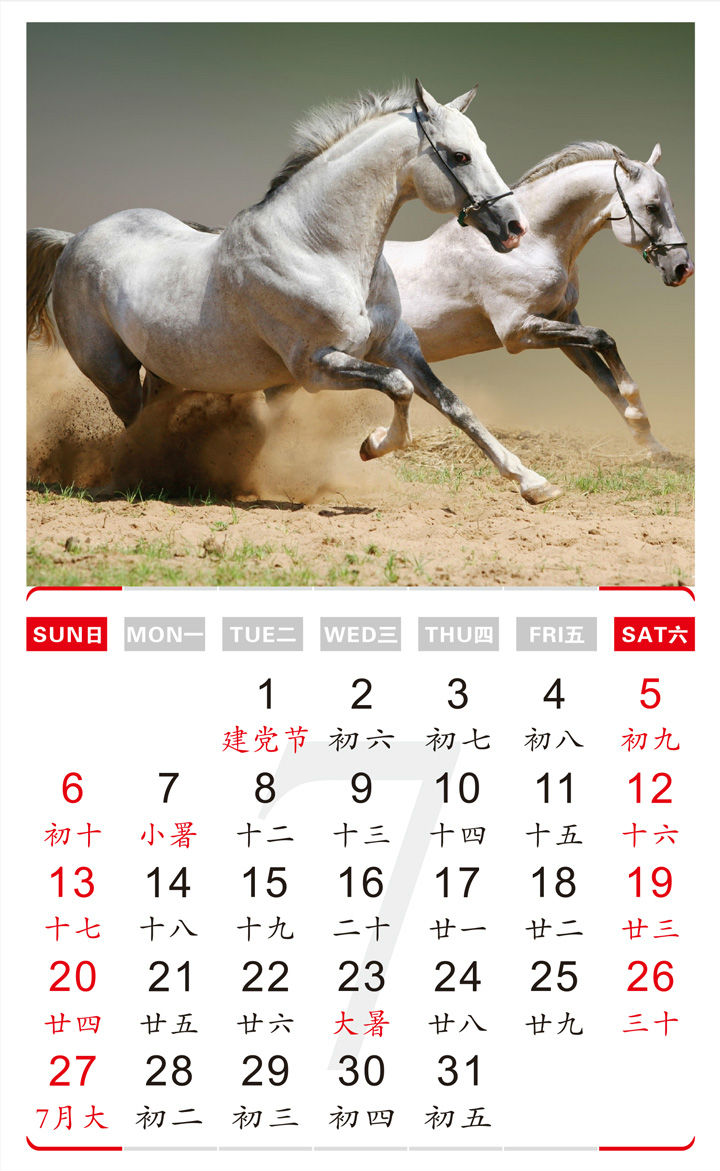 SUN日 MON一 TUE二 WED三 THU四 FRI五 SAT六
1 2 3 4 5
建党节 初六 初七 初八 初九
6 7 8 9 10 11 12
初十 小暑 十二 十三 十四 十五 十六
13 14 15 16 17 18 19
十七 十八 十九 二十 廿一 廿二 廿三
20 21 22 23 24 25 26
廿四 廿五 廿六 大暑 廿八 廿九 三十
27 28 29 30 31
7月大 初二 初三 初四 初五
7